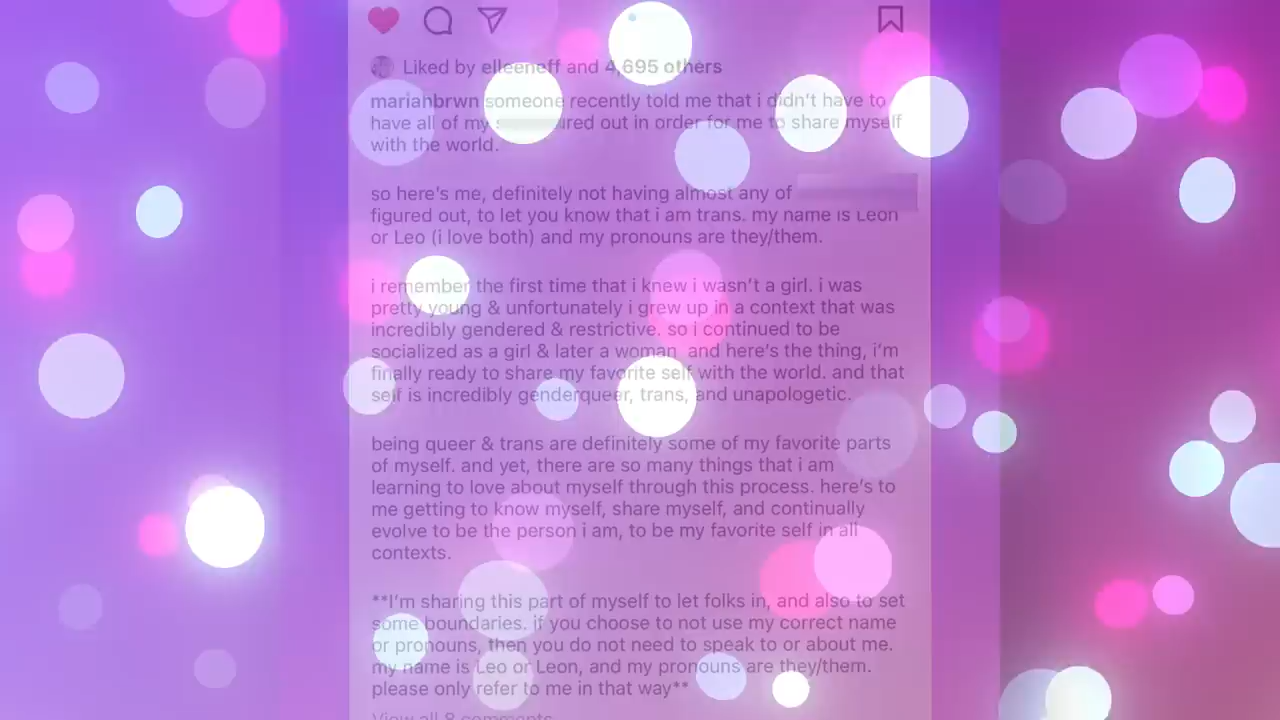 Liked by elleeneff and 4,695 others
mariahbrwn someone recently told me that i didn't have to
have all of my ured out in order for me to share myself
with the world.
so here's me, definitely not having almost any of
figured out, to let you know that i am trans. my name is Leon
or Leo (i love both) and my pronouns are they/them.
i remember the first time that i knew i wasn't a girl. i was
pretty young & unfortunately i grew up in a context that was
incredibly gendered & restrictive. so i continued to be
socialized as a girl & later a woman. and here's the thing, i'm
finally ready to share my favorite self with the world. and that
self is incredibly genderqueer, trans, and unapologetic.
being queer & trans are definitely some of my favorite parts
of myself. and yet, there are so many things that i am
learning to love about myself through this process. here's to
me getting to know myself, share myself, and continually
evolve to be the person i am, to be my favorite self in all
contexts.
**I'm sharing this part of myself to let folks in, and also to set
some boundaries. if you choose to not use my correct name
or pronouns, then you do not need to speak to or about me.
my name is Leo or Leon, and my pronouns are they/them.
please only refer to me in that way**
View all 8 comments